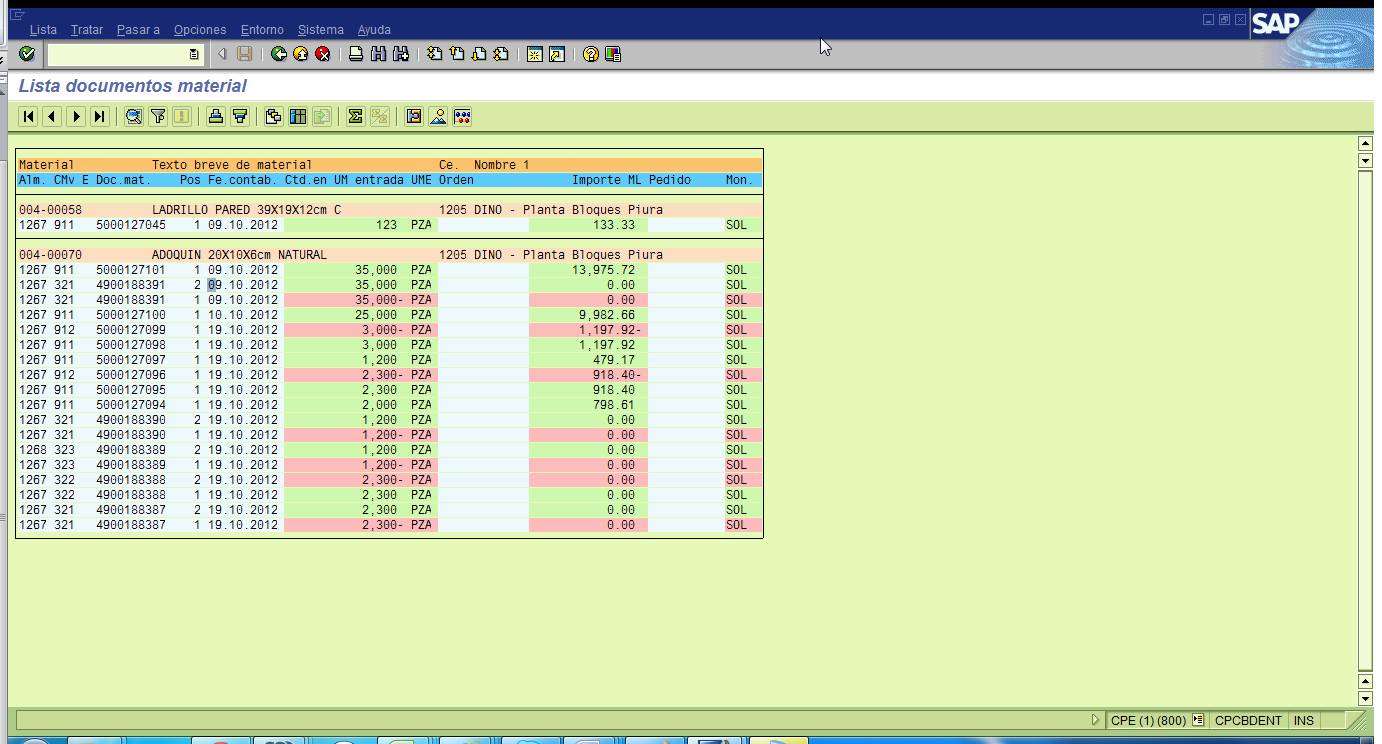 Lista Tratar Pasar a Opciones Entorno Sistema Ayuda
SAP
Lista documentos material
Material Texto breve de material Ce. Nombre 1
Alm. CMv E Doc.mat. Pos Fe.contab. Ctd.en UM entrada UME Orden Importe ML Pedido Mon.
004-00058 LADRILLO PARED 39X19X12cm C 1205 DINO - Planta Bloques Piura
1267 911 5000127045 1 09.10.2012 123 PZA 133.33 SOL
004-00070 ADOQUIN 20X10X6cm NATURAL 1205 DINO - Planta Bloques Piura
1267 911 5000127101 1 09.10.2012 35,000 PZA 13,975.72 SOL
1267 321 4900188391 2 09.10.2012 35,000 PZA 0.00 SOL
1267 321 4900188391 1 09.10.2012 35,000- PZA 0.00 SOL
1267 911 5000127100 1 10.10.2012 25,000 PZA 9,982.66 SOL
1267 912 5000127099 1 19.10.2012 3,000- PZA 1,197.92- SOL
1267 911 5000127098 1 19.10.2012 3,000 PZA 1,197.92 SOL
1267 911 5000127097 1 19.10.2012 1,200 PZA 479.17 SOL
1267 912 5000127096 1 19.10.2012 2,300- PZA 918.40- SOL
1267 911 5000127095 1 19.10.2012 2,300 PZA 918.40 SOL
1267 911 5000127094 1 19.10.2012 2,000 PZA 798.61 SOL
1267 321 4900188390 2 19.10.2012 1,200 PZA 0.00 SOL
1267 321 4900188390 1 19.10.2012 1,200- PZA 0.00 SOL
1268 323 4900188389 2 19.10.2012 1,200 PZA 0.00 SOL
1267 323 4900188389 1 19.10.2012 1,200- PZA 0.00 SOL
1267 322 4900188388 2 19.10.2012 2,300- PZA 0.00 SOL
1267 322 4900188388 1 19.10.2012 2,300 PZA 0.00 SOL
1267 321 4900188387 2 19.10.2012 2,300 PZA 0.00 SOL
1267 321 4900188387 1 19.10.2012 2,300- PZA 0.00 SOL
CPE (1) (800) CPCBDENT INS